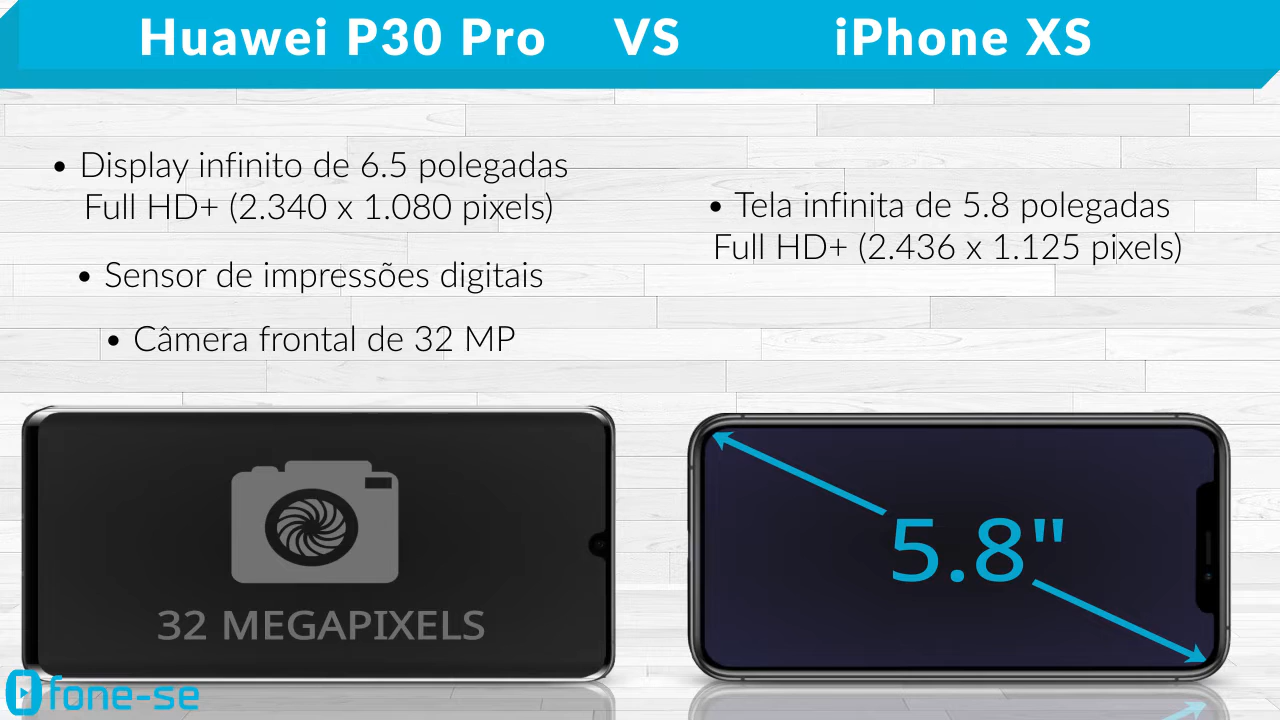 Huawei P30 Pro VS iPhone XS
• Display infinito de 6.5 polegadas
Full HD+ (2.340 x 1.080 pixels)
• Sensor de impressões digitais
• Câmera frontal de 32 MP
• Tela infinita de 5.8 polegadas
Full HD+ (2.436 x 1.125 pixels)
32 MEGAPIXELS
5.8"
fone-se